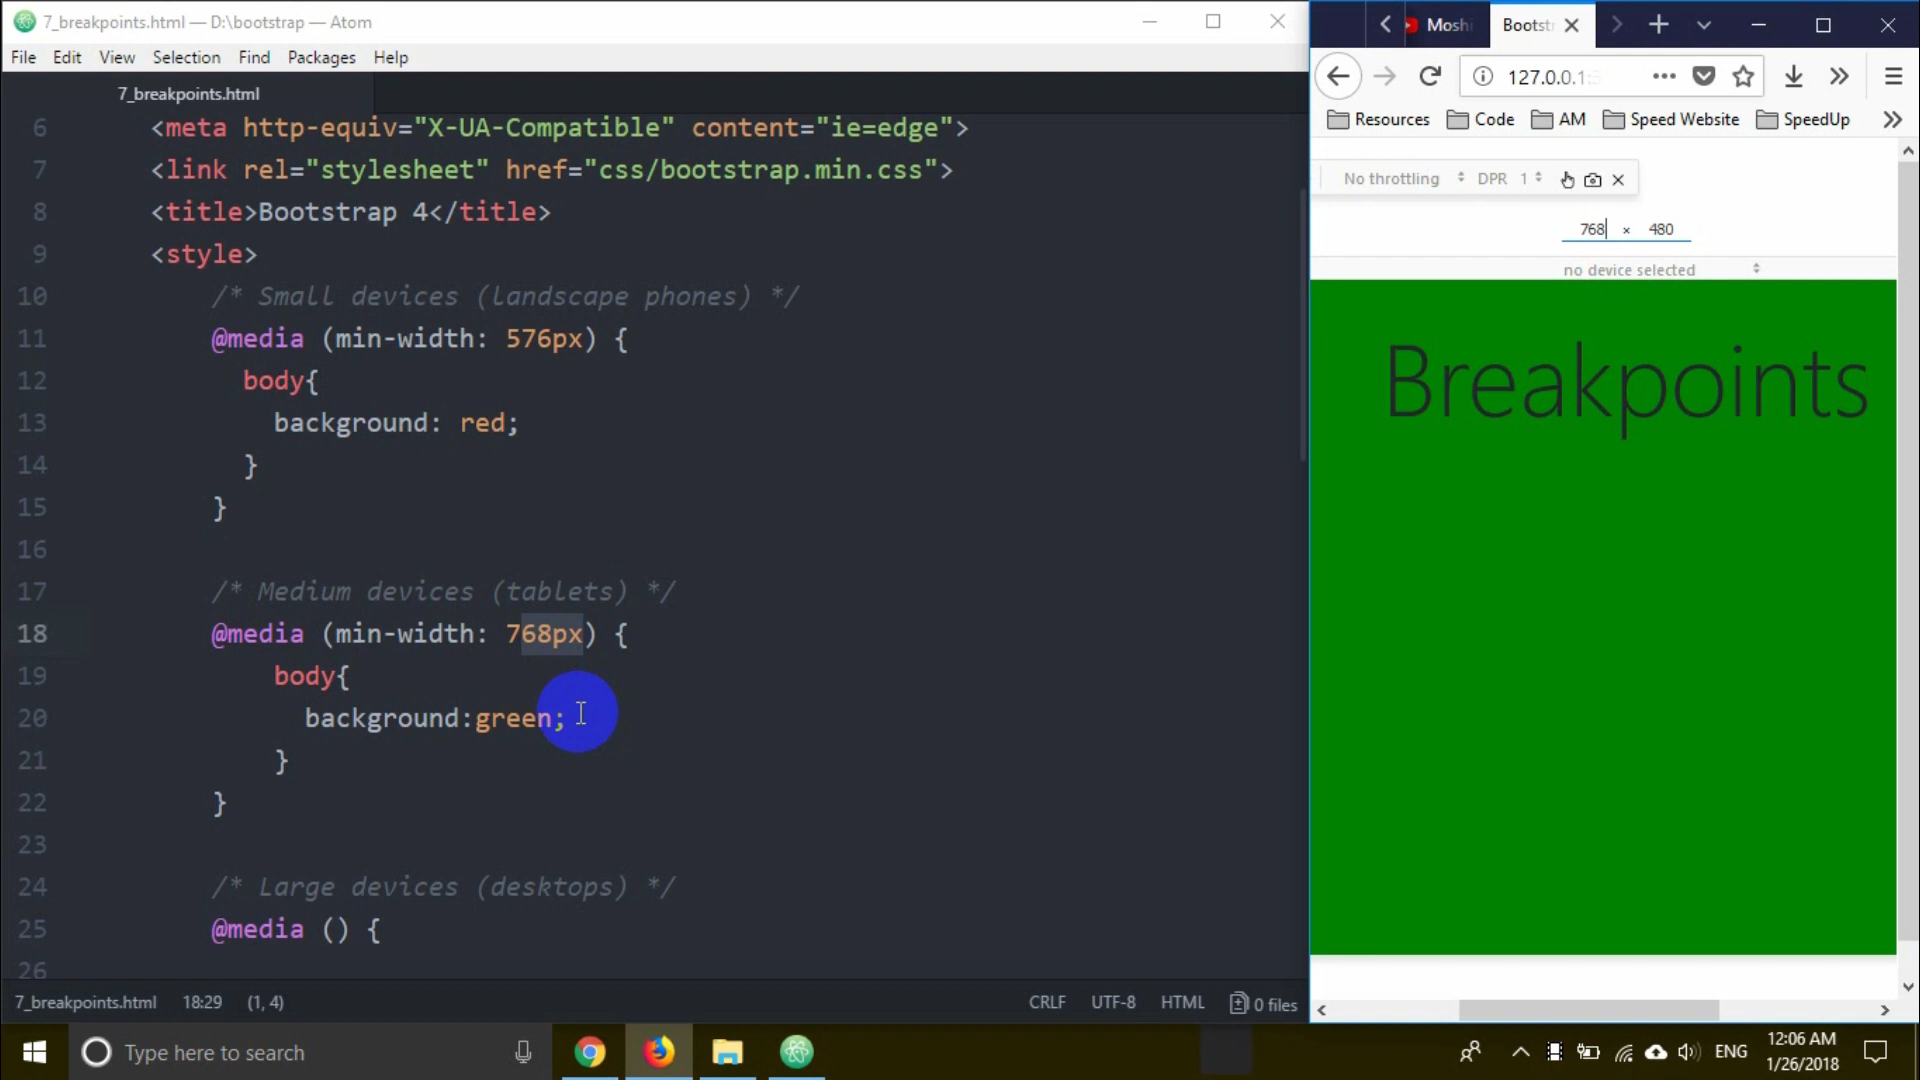 7_breakpoints.html — D:\bootstrap — Atom
File Edit View Selection Find Packages Help
7_breakpoints.html
6 <meta http-equiv="X-UA-Compatible" content="ie=edge">
7 <link rel="stylesheet" href="css/bootstrap.min.css">
8 <title>Bootstrap 4</title>
9 <style>
10 /* Small devices (landscape phones) */
11 @media (min-width: 576px) {
12 body{
13 background: red;
14 }
15 }
16
17 /* Medium devices (tablets) */
18 @media (min-width: 768px) {
19 body{
20 background:green;
21 }
22 }
23
24 /* Large devices (desktops) */
25 @media () {
26
7_breakpoints.html 18:29 (1, 4) CRLF UTF-8 HTML 0 files
Moshi Bootst
127.0.0.1:
Resources Code AM Speed Website SpeedUp
No throttling DPR 1
768 × 480
no device selected
Breakpoints
Type here to search
ENG
12:06 AM
1/26/2018